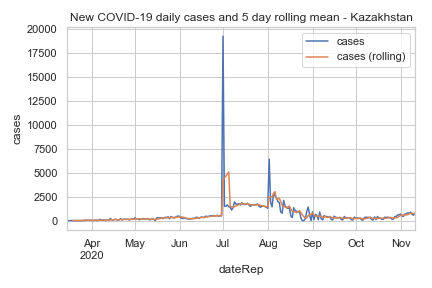 New COVID-19 daily cases and 5 day rolling mean - Kazakhstan
20000
17500
15000
12500
10000
7500
5000
2500
0
cases
cases
cases (rolling)
Apr May Jun Jul Aug Sep Oct Nov
2020
dateRep